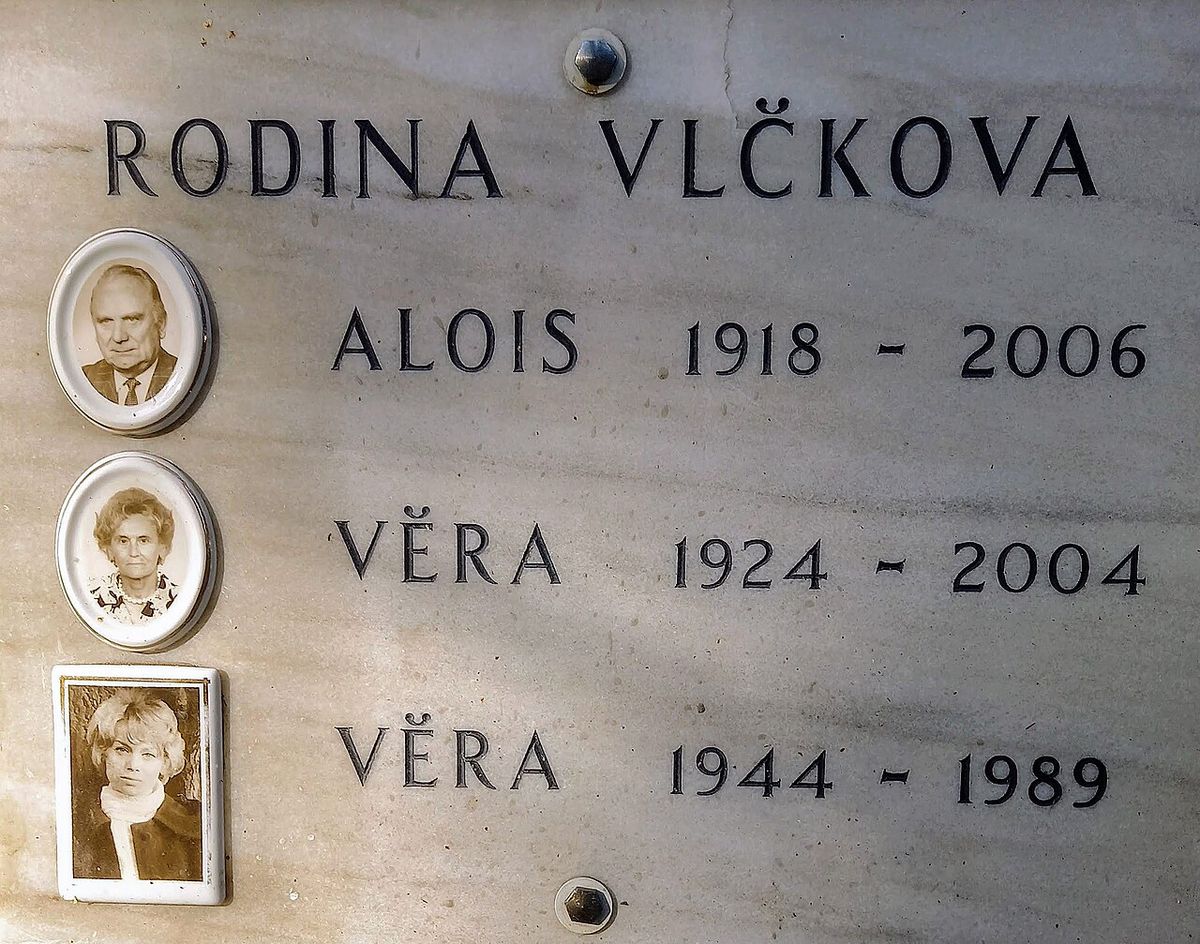 RODINA VLČKOVA
ALOIS 1918 - 2006
VĚRA 1924 - 2004
VĚRA 1944 - 1989